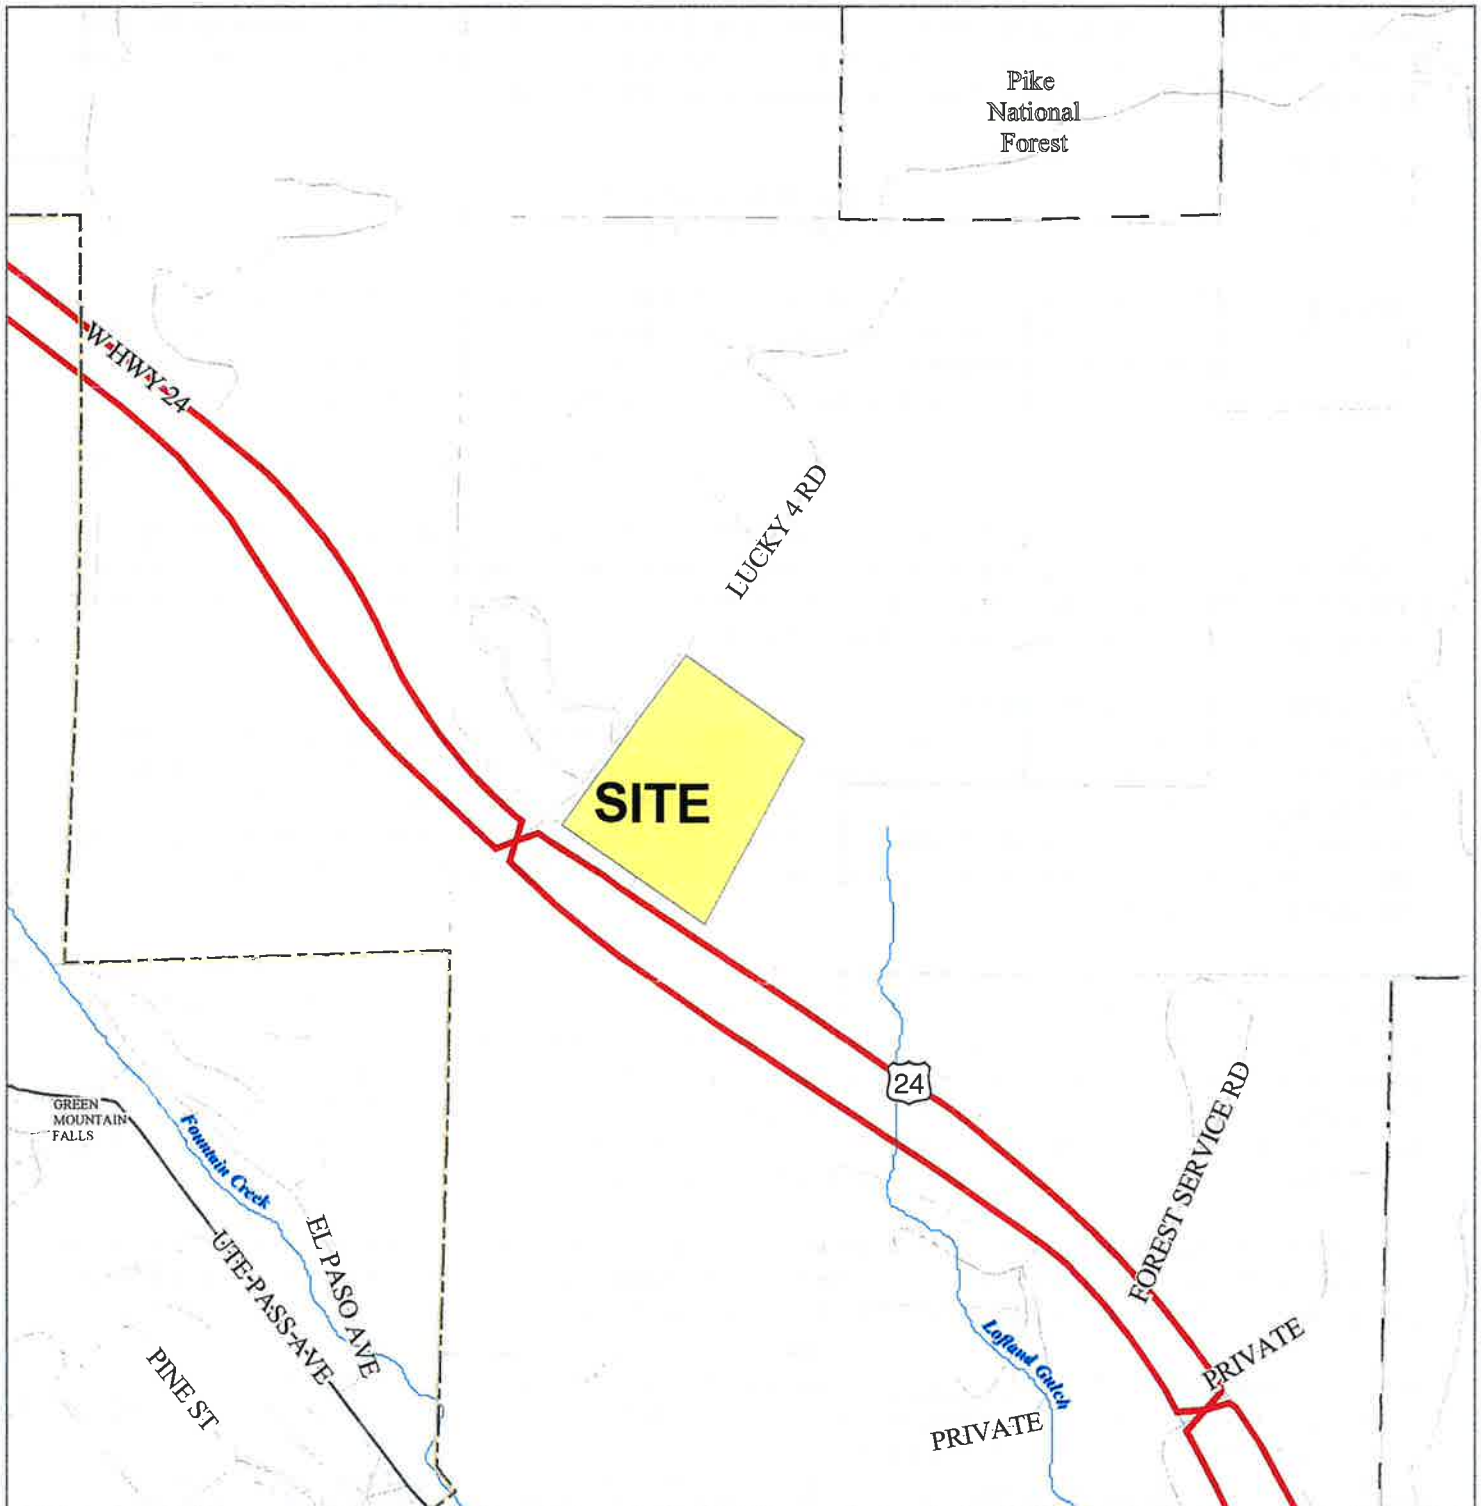 Pike
National
Forest
W HWY 24
LUCKY 4 RD
SITE
24
FOREST SERVICE RD
GREEN
MOUNTAIN
FALLS
Fountain Creek
EL PASO AVE
UTE-PASS-AVE
PINE ST
Lofland Gulch
PRIVATE
PRIVATE